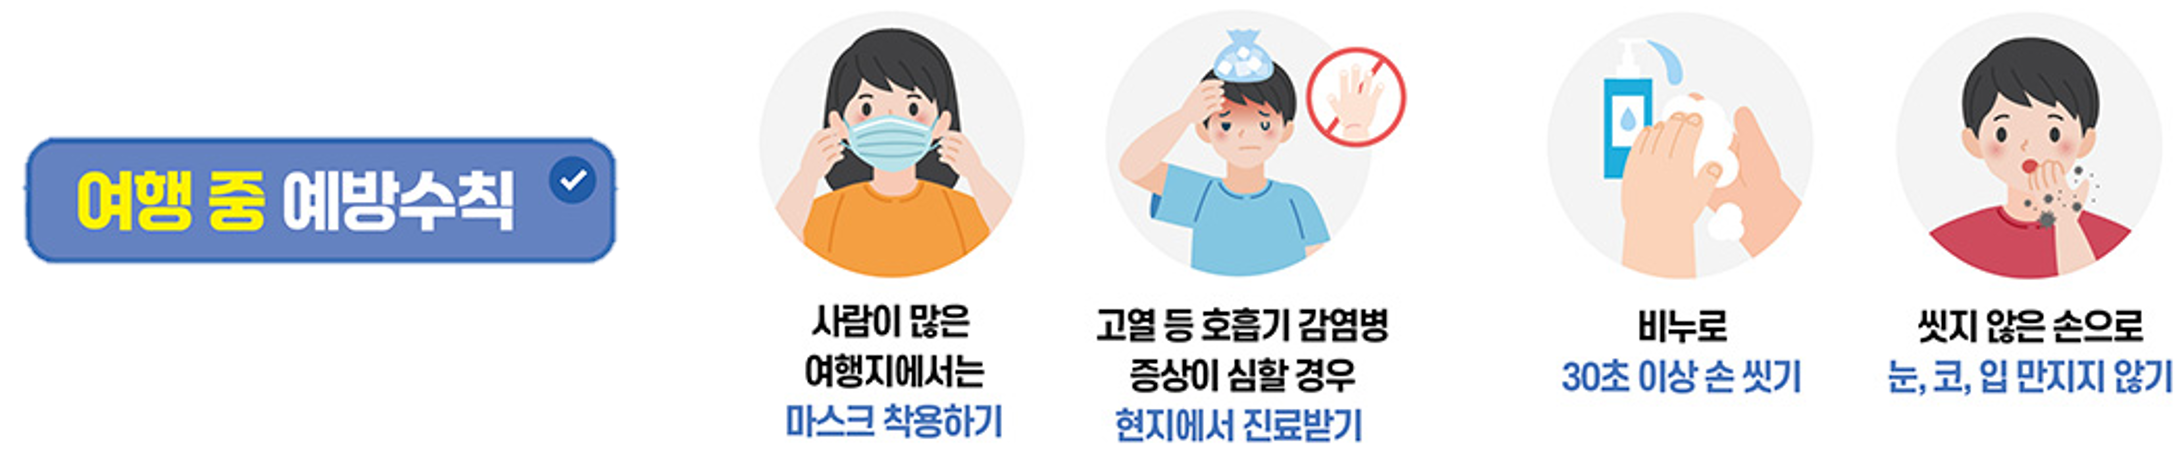 여행 중 예방수칙
사람이 많은
여행지에서는
마스크 착용하기
고열 등 호흡기 감염병
증상이 심할 경우
현지에서 진료받기
비누로
30초 이상 손 씻기
씻지 않은 손으로
눈, 코, 입 만지지 않기